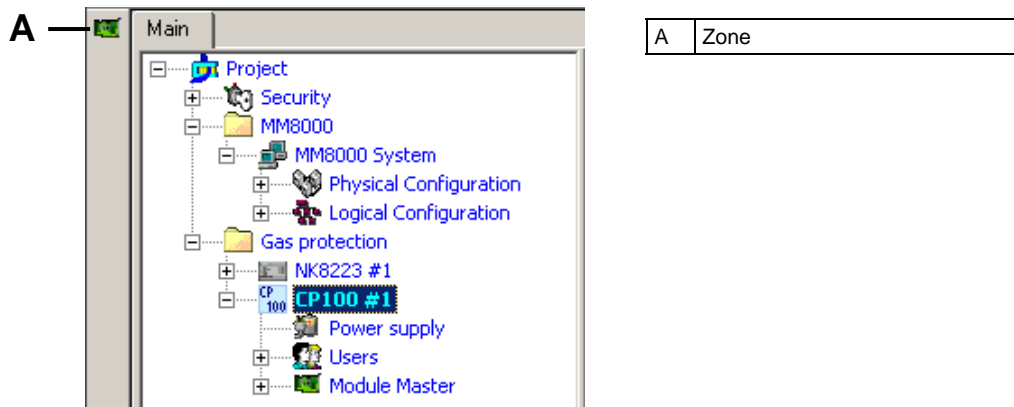 A
Main
Project
Security
MM8000
MM8000 System
Physical Configuration
Logical Configuration
Gas protection
NK8223 #1
CP 100 CP100 #1
Power supply
Users
Module Master
A Zone